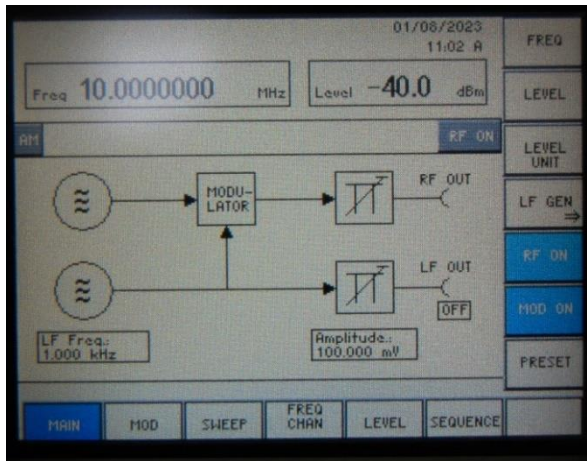 01/08/2023
11:02 A
Freq 10.0000000 MHz
Level -40.0 dBm
AM
RF ON
MODU-
LATOR
RF OUT
LF OUT
OFF
LF Freq.:
1.000 kHz
Amplitude.:
100.000 mV
FREQ
LEVEL
LEVEL
UNIT
LF GEN
⇒
RF ON
MOD ON
PRESET
MAIN
MOD
SWEEP
FREQ
CHAN
LEVEL
SEQUENCE